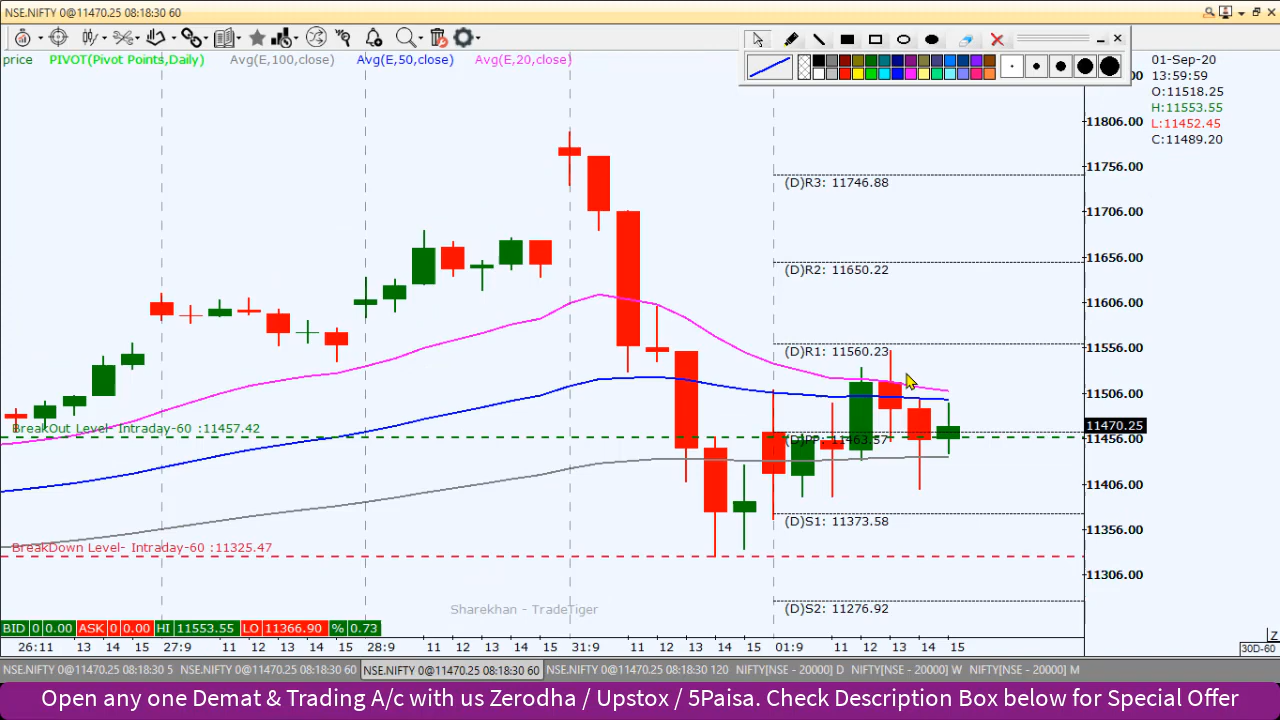 NSE.NIFTY 0@11470.25 08:18:30 60
price PIVOT(Pivot Points,Daily) Avg(E,100,close) Avg(E,50,close) Avg(E,20,close)
01-Sep-20
13:59:59
O:11518.25
H:11553.55
L:11452.45
C:11489.20
11806.00
11756.00
(D)R3: 11746.88
11706.00
11656.00
(D)R2: 11650.22
11606.00
11556.00
(D)R1: 11560.23
11506.00
BreakOut Level- Intraday-60 :11457.42
11470.25
(D)PP: 11463.57
11456.00
11406.00
(D)S1: 11373.58
11356.00
BreakDown Level- Intraday-60 :11325.47
11306.00
Sharekhan - TradeTiger
(D)S2: 11276.92
BID 0 0.00 ASK 0 0.00 HI 11553.55 LO 11366.90 % 0.73
Z
26:11 13 14 15 27:9 11 12 13 14 15 28:9 11 12 13 14 15 31:9 11 12 13 14 15 01:9 11 12 13 14 15
30D-60
NSE.NIFTY 0@11470.25 08:18:30 5 NSE.NIFTY 0@11470.25 08:18:30 60 NSE.NIFTY 0@11470.25 08:18:30 60 NSE.NIFTY 0@11470.25 08:18:30 120 NIFTY[NSE - 20000] D NIFTY[NSE - 20000] W NIFTY[NSE - 20000] M
Open any one Demat & Trading A/c with us Zerodha / Upstox / 5Paisa. Check Description Box below for Special Offer